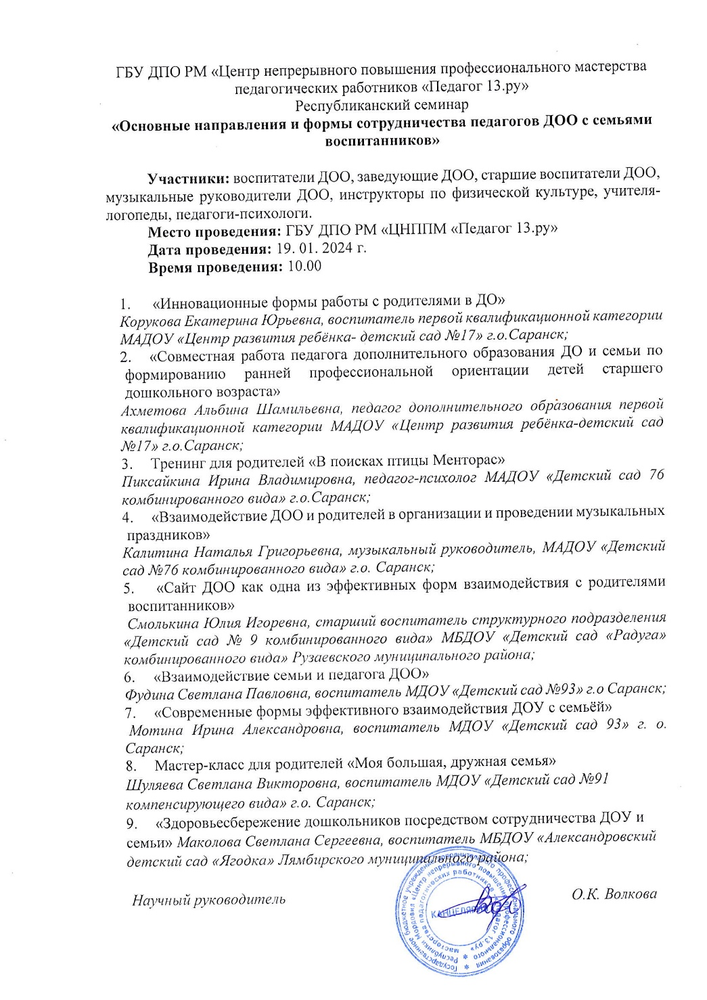 ГБУ ДПО РМ «Центр непрерывного повышения профессионального мастерства
педагогических работников «Педагог 13.ру»
Республиканский семинар
«Основные направления и формы сотрудничества педагогов ДОО с семьями
воспитанников»
Участники: воспитатели ДОО, заведующие ДОО, старшие воспитатели ДОО,
музыкальные руководители ДОО, инструкторы по физической культуре, учителя-
логопеды, педагоги-психологи.
Место проведения: ГБУ ДПО РМ «ЦНППМ «Педагог 13.ру»
Дата проведения: 19. 01. 2024 г.
Время проведения: 10.00
1. «Инновационные формы работы с родителями в ДО»
Корукова Екатерина Юрьевна, воспитатель первой квалификационной категории
МАДОУ «Центр развития ребёнка- детский сад №17» г.о.Саранск;
2. «Совместная работа педагога дополнительного образования ДО и семьи по
формированию ранней профессиональной ориентации детей старшего
дошкольного возраста»
Ахметова Альбина Шамильевна, педагог дополнительного образования первой
квалификационной категории МАДОУ «Центр развития ребёнка-детский сад
№17» г.о.Саранск;
3. Тренинг для родителей «В поисках птицы Менторас»
Пиксайкина Ирина Владимировна, педагог-психолог МАДОУ «Детский сад 76
комбинированного вида» г.о.Саранск;
4. «Взаимодействие ДОО и родителей в организации и проведении музыкальных
праздников»
Калитина Наталья Григорьевна, музыкальный руководитель, МАДОУ «Детский
сад №76 комбинированного вида» г.о. Саранск;
5. «Сайт ДОО как одна из эффективных форм взаимодействия с родителями
воспитанников»
Смолькина Юлия Игоревна, старший воспитатель структурного подразделения
«Детский сад № 9 комбинированного вида» МБДОУ «Детский сад «Радуга»
комбинированного вида» Рузаевского муниципального района;
6. «Взаимодействие семьи и педагога ДОО»
Фудина Светлана Павловна, воспитатель МДОУ «Детский сад №93» г.о Саранск;
7. «Современные формы эффективного взаимодействия ДОУ с семьёй»
Мотина Ирина Александровна, воспитатель МДОУ «Детский сад 93» г. о.
Саранск;
8. Мастер-класс для родителей «Моя большая, дружная семья»
Шуляева Светлана Викторовна, воспитатель МДОУ «Детский сад №91
компенсирующего вида» г.о. Саранск;
9. «Здоровьесбережение дошкольников посредством сотрудничества ДОУ и
семьи» Маколова Светлана Сергеевна, воспитатель МБДОУ «Александровский
детский сад «Ягодка» Лямбирского муниципального района;
Научный руководитель О.К. Волкова
Государственное бюджетное учреждение дополнительного профессионального образования
Республики Мордовия «Центр непрерывного повышения профессионального
мастерства педагогических работников «Педагог 13.ру»